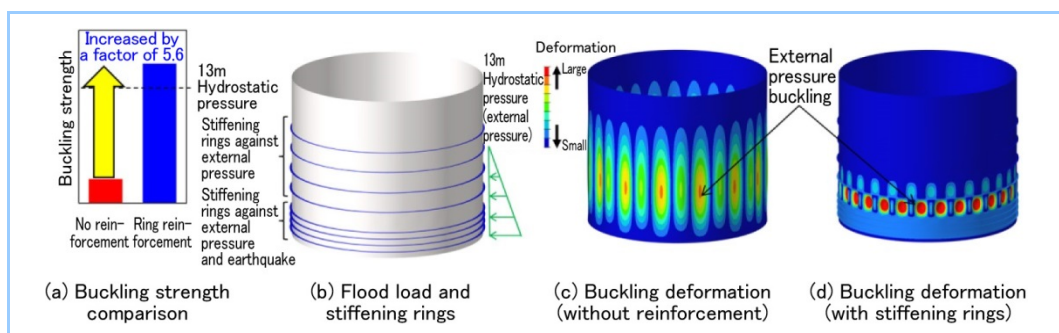 Increased by
a factor of 5.6
Buckling strength
13m
Hydrostatic
pressure
No rein-
forcement
Ring rein-
forcement
Stiffening
rings against
external
pressure
Stiffening
rings against
external
pressure
and earthquake
13m
Hydrostatic
pressure
(external
pressure)
Deformation
Large
Small
External
pressure
buckling
(a) Buckling strength
comparison
(b) Flood load and
stiffening rings
(c) Buckling deformation
(without reinforcement)
(d) Buckling deformation
(with stiffening rings)